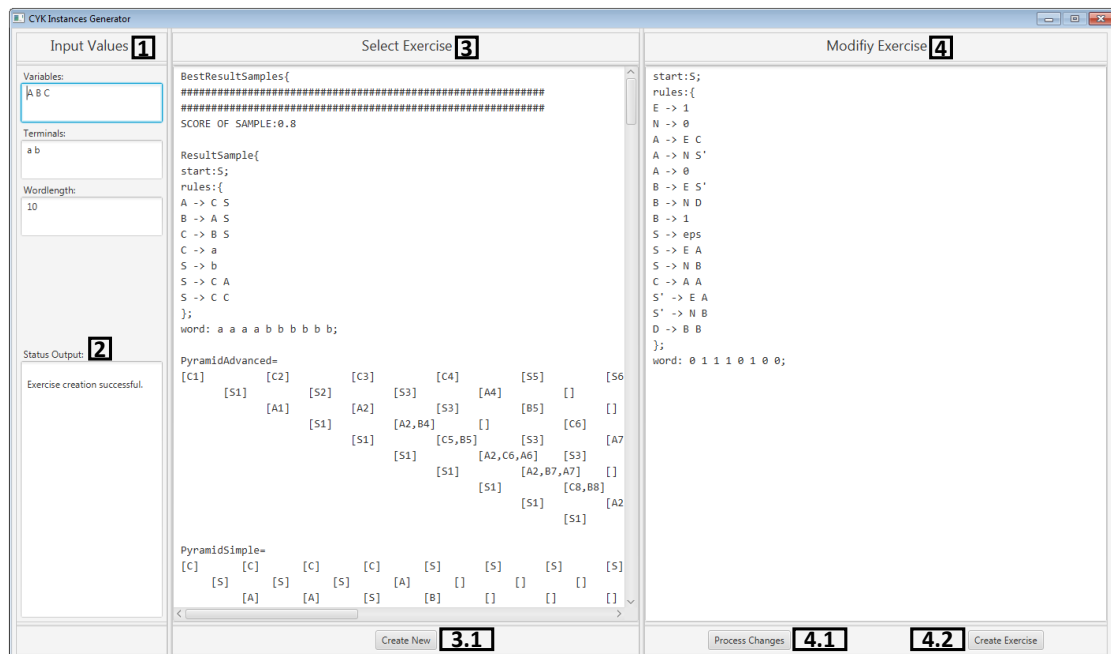 CYK Instances Generator
Input Values 1
Variables:
A B C
Terminals:
a b
Wordlength:
10
Status Output: 2
Exercise creation successful.
Select Exercise 3
BestResultSamples{
############################################################
############################################################
SCORE OF SAMPLE:0.8
ResultSample{
start:S;
rules:{
A -> C S
B -> A S
C -> B S
C -> a
S -> b
S -> C A
S -> C C
};
word: a a a a b b b b b b;
PyramidAdvanced=
[C1] [C2] [C3] [C4] [S5] [S6
[S1] [S2] [S3] [A4] []
[A1] [A2] [S3] [B5] []
[S1] [A2,B4] [] [C6]
[S1] [C5,B5] [S3] [A7
[S1] [A2,C6,A6] [S3]
[S1] [A2,B7,A7] []
[S1] [C8,B8]
[S1] [A2
[S1]
PyramidSimple=
[C] [C] [C] [C] [S] [S] [S] [S]
[S] [S] [S] [A] [] [] []
[A] [A] [S] [B] [] [] []
Create New 3.1
Modifiy Exercise 4
start:S;
rules:{
E -> 1
N -> 0
A -> E C
A -> N S'
A -> 0
B -> E S'
B -> N D
B -> 1
S -> eps
S -> E A
S -> N B
C -> A A
S' -> E A
S' -> N B
D -> B B
};
word: 0 1 1 1 0 1 0 0;
Process Changes 4.1 4.2 Create Exercise